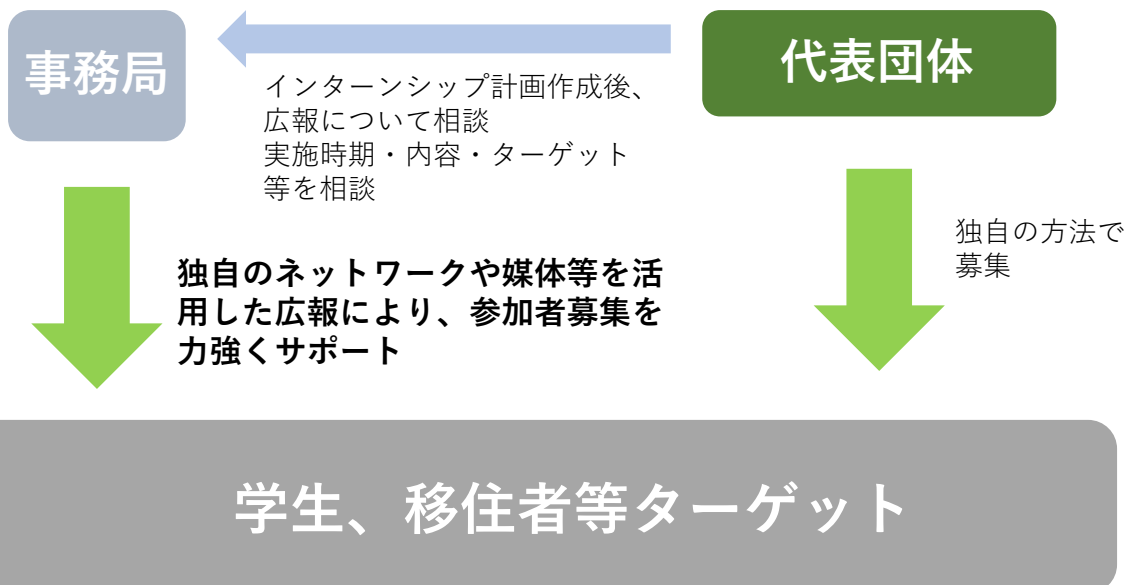 事務局
代表団体
インターンシップ計画作成後、
広報について相談
実施時期・内容・ターゲット
等を相談
独自の方法で
募集
独自のネットワークや媒体等を活
用した広報により、参加者募集を
力強くサポート
学生、移住者等ターゲット